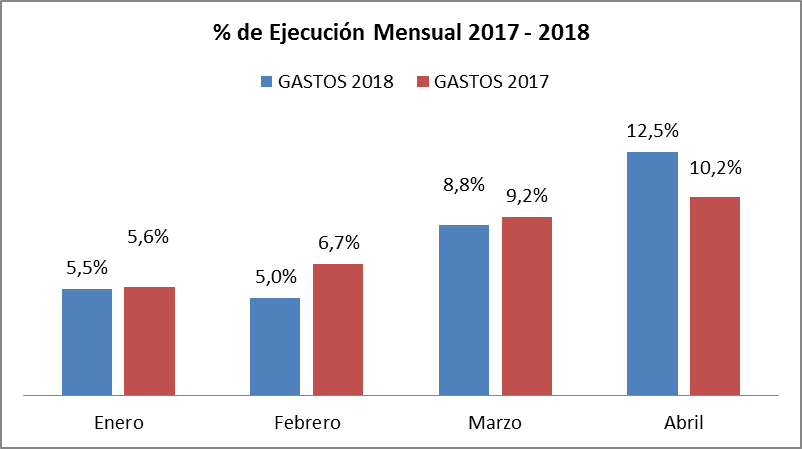 % de Ejecución Mensual 2017 - 2018
GASTOS 2018 GASTOS 2017
5,5% 5,6% 5,0% 6,7% 8,8% 9,2% 12,5% 10,2%
Enero Febrero Marzo Abril